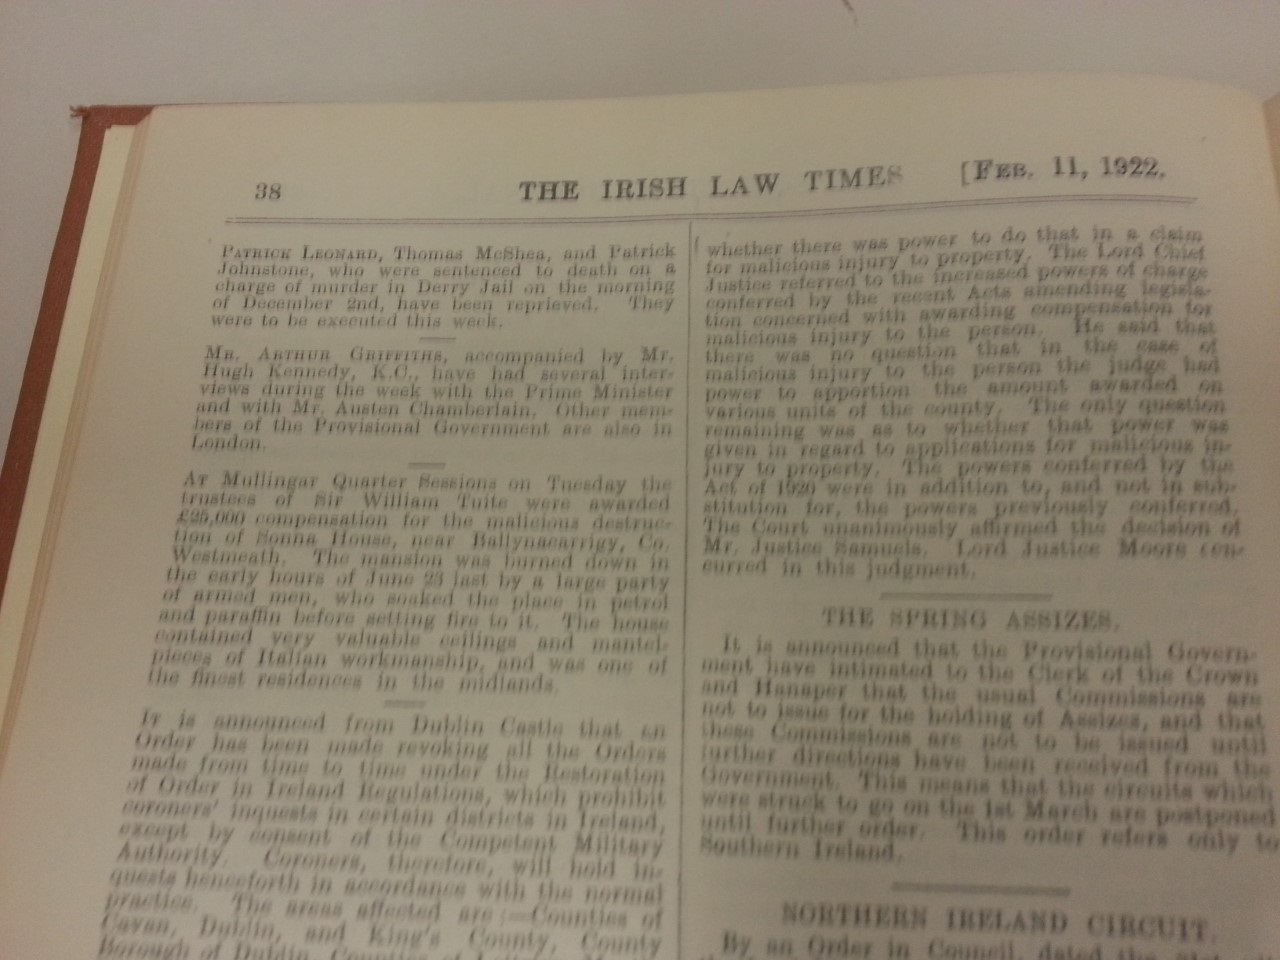 38
THE IRISH LAW TIMES
[FEB. 11, 1922.
PATRICK LEONARD, Thomas McShea, and Patrick
Johnstone, who were sentenced to death on a
charge of murder in Derry Jail on the morning
of December 2nd, have been reprieved. They
were to be executed this week.
MR. ARTHUR GRIFFITHS, accompanied by Mr.
Hugh Kennedy, K.C., have had several inter-
views during the week with the Prime Minister
and with Mr. Austen Chamberlain. Other mem-
bers of the Provisional Government are also in
London.
AT Mullingar Quarter Sessions on Tuesday the
trustees of Sir William Tuite were awarded
£25,000 compensation for the malicious destruc-
tion of Sonna House, near Ballynacarrigy, Co.
Westmeath. The mansion was burned down in
the early hours of June 23 last by a large party
of armed men, who soaked the place in petrol
and paraffin before setting fire to it. The house
contained very valuable ceilings and mantel-
pieces of Italian workmanship, and was one of
the finest residences in the midlands.
IT is announced from Dublin Castle that an
Order has been made revoking all the Orders
made from time to time under the Restoration
of Order in Ireland Regulations, which prohibit
coroners' inquests in certain districts in Ireland,
except by consent of the Competent Military
Authority. Coroners, therefore, will hold in-
quests henceforth in accordance with the normal
practice. The areas affected are:—Counties of
Cavan, Dublin, and King's County, County
Borough of Dublin, Counties of
whether there was power to do that in a claim
for malicious injury to property. The Lord Chief
Justice referred to the increased powers of charge
conferred by the recent Acts amending legisla-
tion concerned with awarding compensation for
malicious injury to the person. He said that
there was no question that in the case of
malicious injury to the person the judge had
power to apportion the amount awarded on
various units of the county. The only question
remaining was as to whether that power was
given in regard to applications for malicious in-
jury to property. The powers conferred by the
Act of 1920 were in addition to, and not in sub-
stitution for, the powers previously conferred.
The Court unanimously affirmed the decision of
Mr. Justice Samuels. Lord Justice Moore con-
curred in this judgment.
THE SPRING ASSIZES.
It is announced that the Provisional Govern-
ment have intimated to the Clerk of the Crown
and Hanaper that the usual Commissions are
not to issue for the holding of Assizes, and that
these Commissions are not to be issued until
further directions have been received from the
Government. This means that the circuits which
were struck to go on the 1st March are postponed
until further order. This order refers only to
Southern Ireland.
NORTHERN IRELAND CIRCUIT.
By an Order in Council, dated the